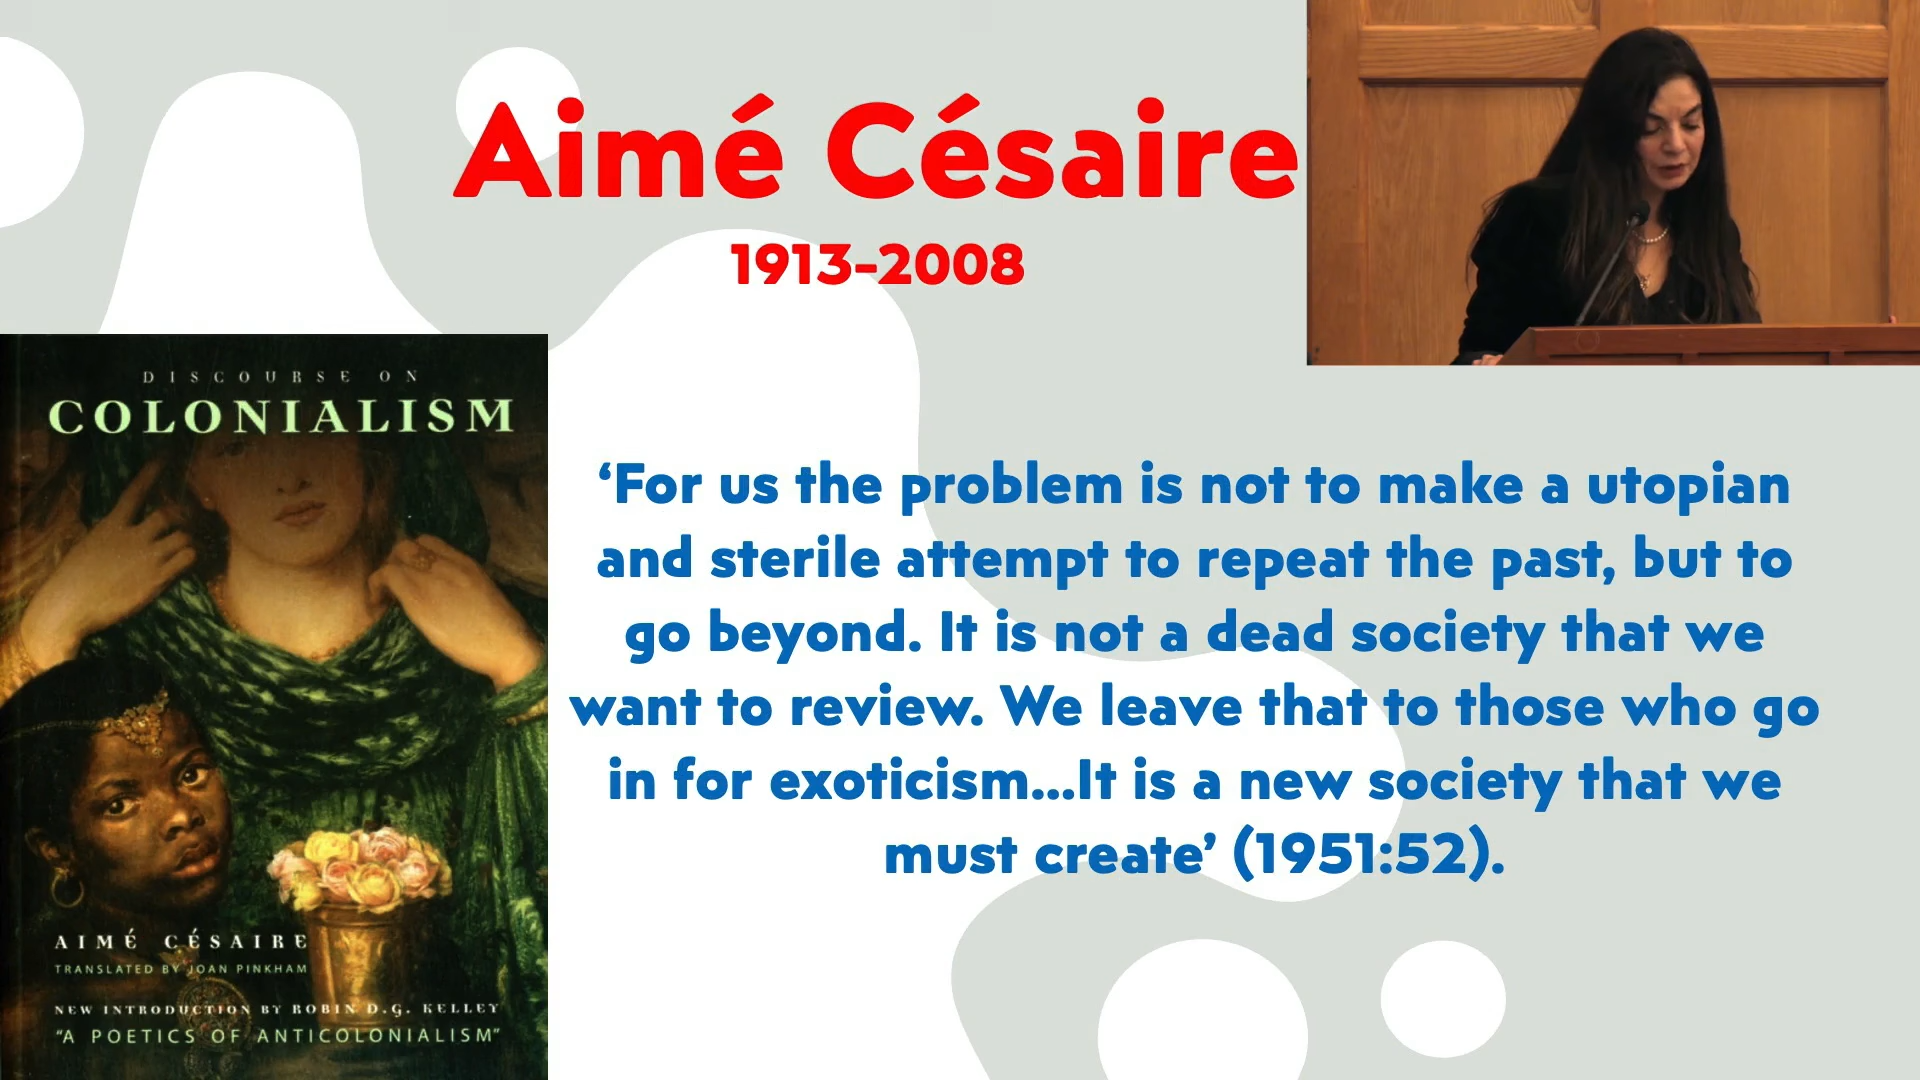 Aimé Césaire
1913-2008
DISCOURSE ON
COLONIALISM
AIMÉ CÉSAIRE
TRANSLATED BY JOAN PINKHAM
NEW INTRODUCTION BY ROBIN D.G. KELLEY
"A POETICS OF ANTICOLONIALISM"
‘For us the problem is not to make a utopian
and sterile attempt to repeat the past, but to
go beyond. It is not a dead society that we
want to review. We leave that to those who go
in for exoticism...It is a new society that we
must create’ (1951:52).